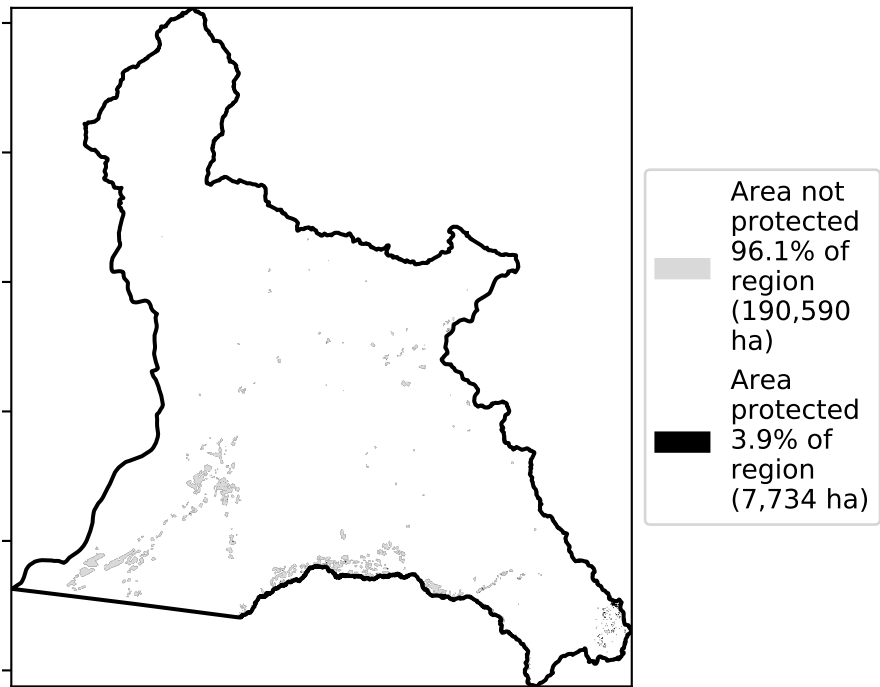 Area not
protected
96.1% of
region
(190,590
ha)
Area
protected
3.9% of
region
(7,734 ha)